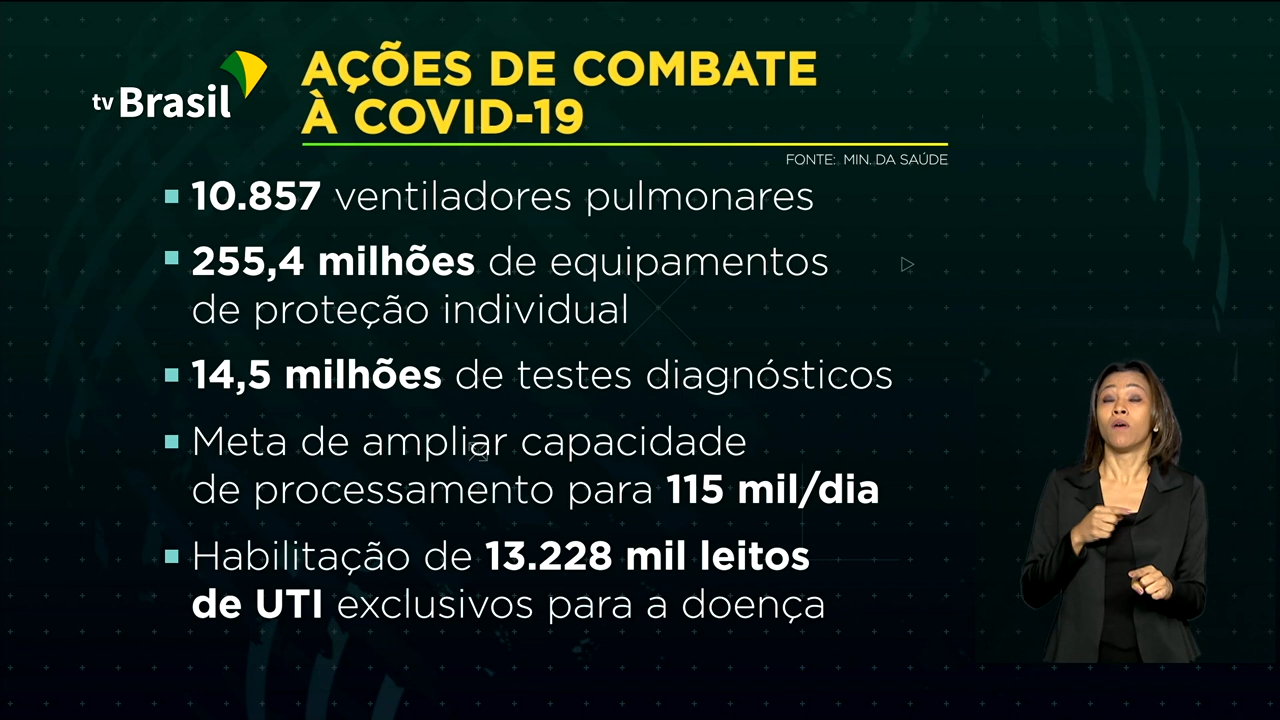 tv Brasil
AÇÕES DE COMBATE
À COVID-19
FONTE: MIN. DA SAÚDE
10.857 ventiladores pulmonares
255,4 milhões de equipamentos
de proteção individual
14,5 milhões de testes diagnósticos
Meta de ampliar capacidade
de processamento para 115 mil/dia
Habilitação de 13.228 mil leitos
de UTI exclusivos para a doença